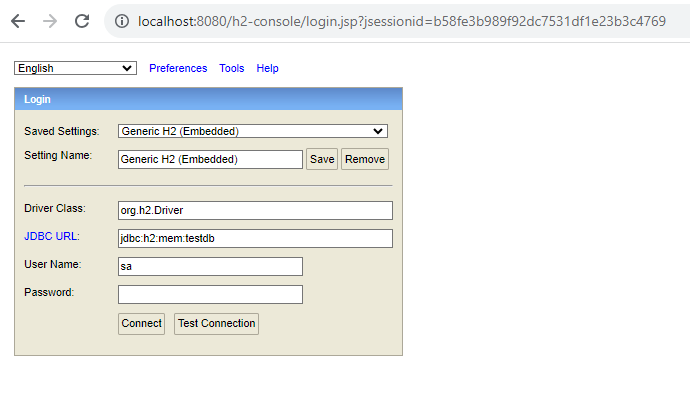 localhost:8080/h2-console/login.jsp?jsessionid=b58fe3b989f92dc7531df1e23b3c4769
English Preferences Tools Help
Login
Saved Settings: Generic H2 (Embedded)
Setting Name: Generic H2 (Embedded) Save Remove
Driver Class: org.h2.Driver
JDBC URL: jdbc:h2:mem:testdb
User Name: sa
Password:
Connect Test Connection